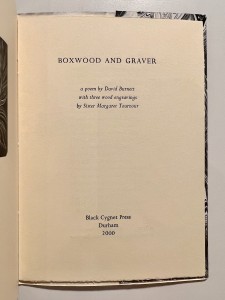 BOXWOOD AND GRAVER
a poem by David Burnett
with three wood engravings
by Sister Margaret Tournour
Black Cygnet Press
Durham
2000